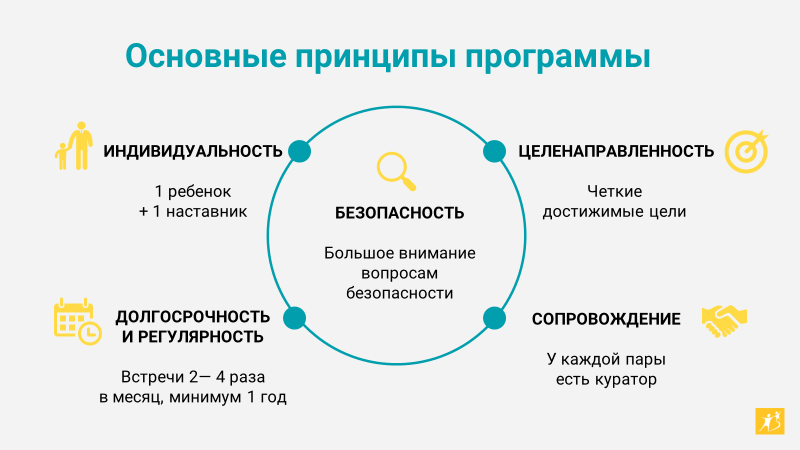 Основные принципы программы
ИНДИВИДУАЛЬНОСТЬ
1 ребенок
+ 1 наставник
ЦЕЛЕНАПРАВЛЕННОСТЬ
Четкие
достижимые цели
БЕЗОПАСНОСТЬ
Большое внимание
вопросам
безопасности
ДОЛГОСРОЧНОСТЬ
И РЕГУЛЯРНОСТЬ
Встречи 2— 4 раза
в месяц, минимум 1 год
СОПРОВОЖДЕНИЕ
У каждой пары
есть куратор